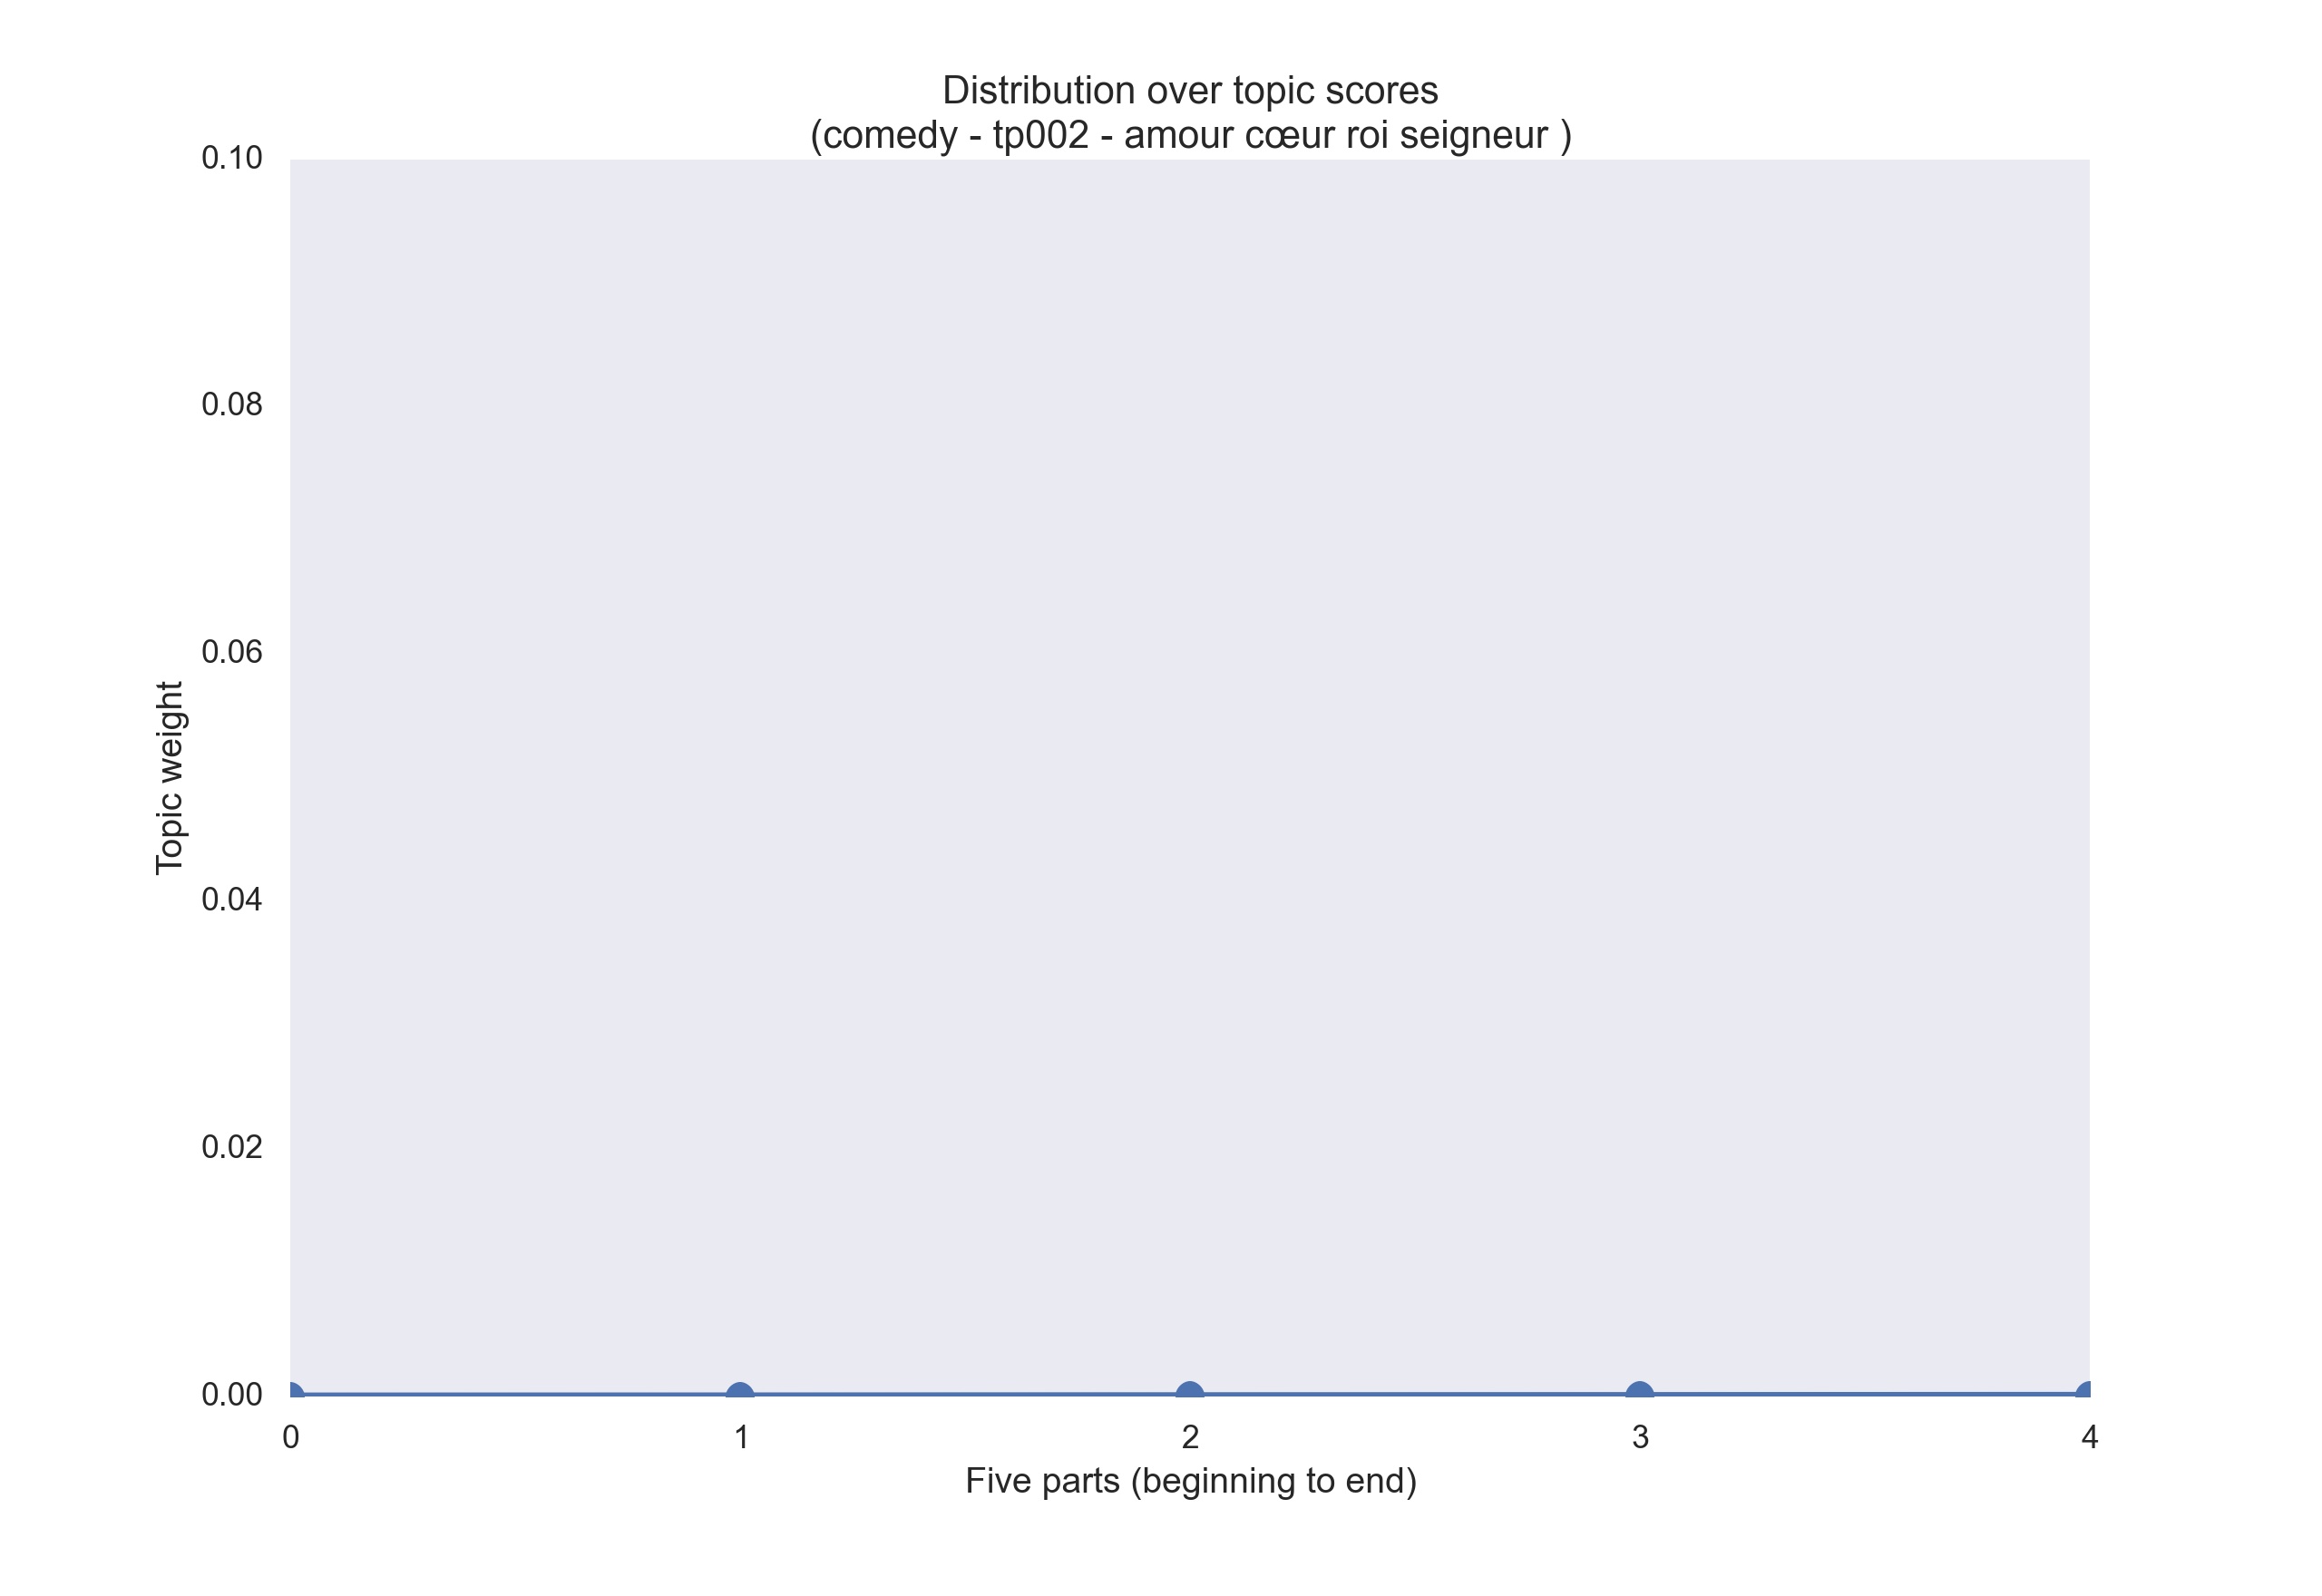 Distribution over topic scores
(comedy - tp002 - amour cœur roi seigneur )
0.10
0.08
0.06
0.04
0.02
0.00
Topic weight
0 1 2 3 4
Five parts (beginning to end)